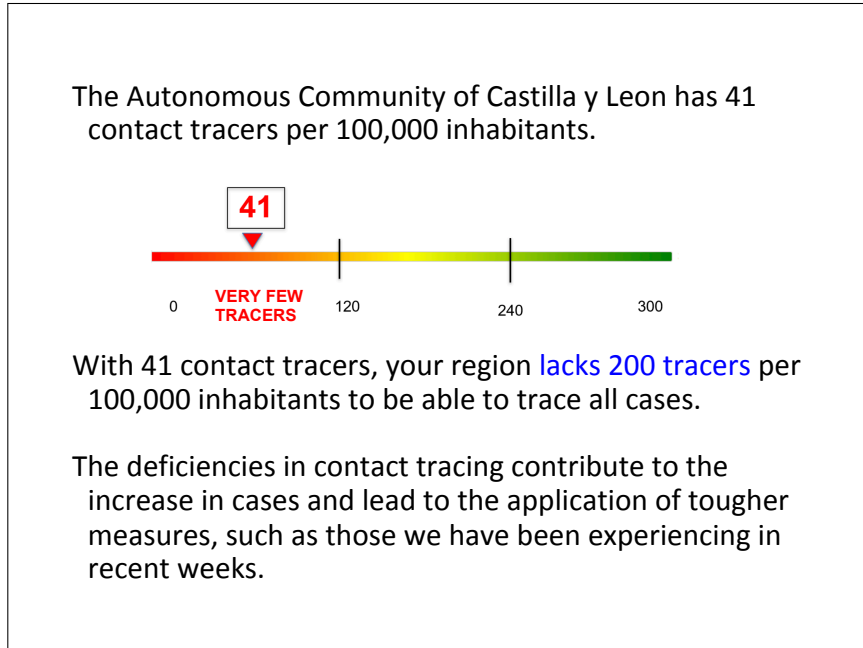 The Autonomous Community of Castilla y Leon has 41
contact tracers per 100,000 inhabitants.
41
0
VERY FEW
TRACERS
120
240
300
With 41 contact tracers, your region lacks 200 tracers per
100,000 inhabitants to be able to trace all cases.
The deficiencies in contact tracing contribute to the
increase in cases and lead to the application of tougher
measures, such as those we have been experiencing in
recent weeks.